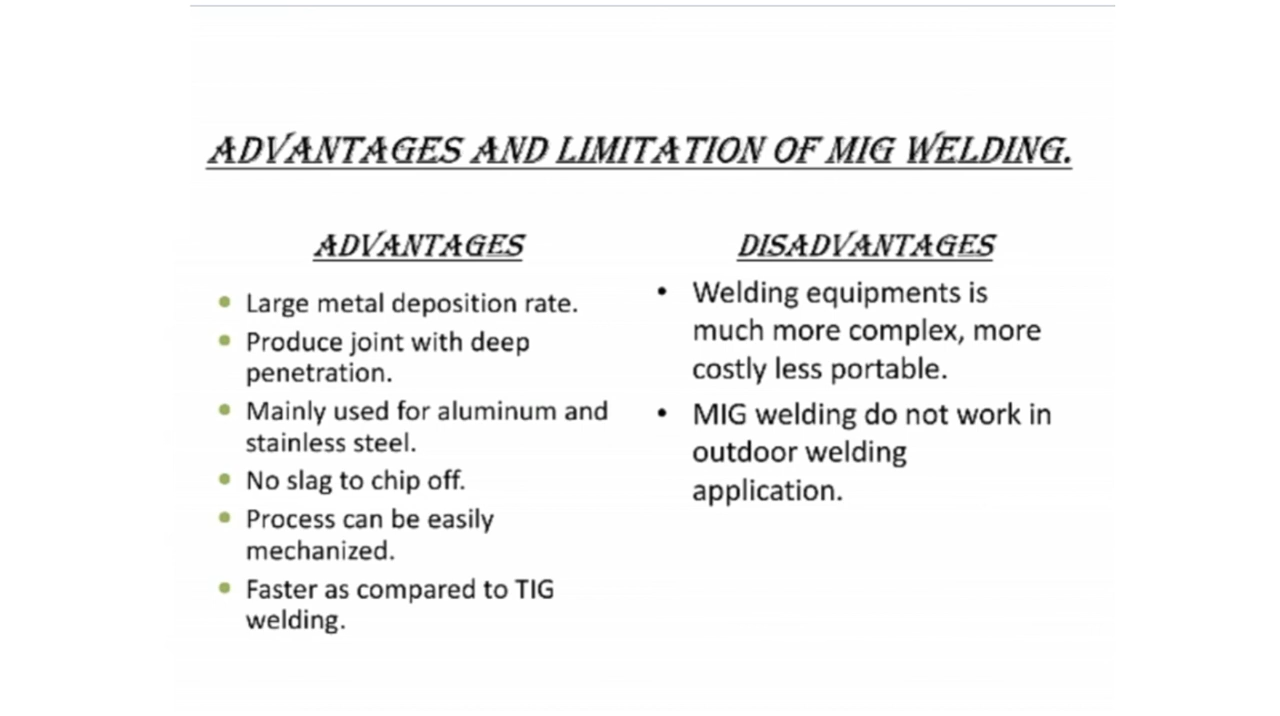 ADVANTAGES AND LIMITATION OF MIG WELDING.
ADVANTAGES
Large metal deposition rate.
Produce joint with deep
penetration.
Mainly used for aluminum and
stainless steel.
No slag to chip off.
Process can be easily
mechanized.
Faster as compared to TIG
welding.
DISADVANTAGES
Welding equipments is
much more complex, more
costly less portable.
MIG welding do not work in
outdoor welding
application.